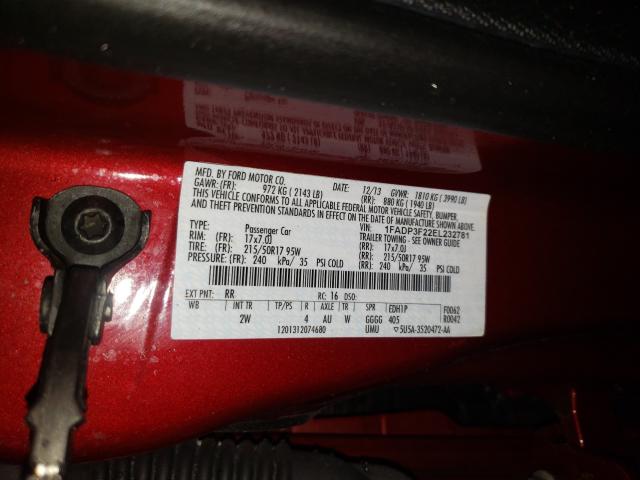 MFD. BY FORD MOTOR CO.
DATE: 12/13 GVWR: 1810 KG ( 3990 LB)
GAWR: (FR): 972 KG ( 2143 LB) (RR): 880 KG ( 1940 LB)
THIS VEHICLE CONFORMS TO ALL APPLICABLE FEDERAL MOTOR VEHICLE SAFETY, BUMPER,
AND THEFT PREVENTION STANDARDS IN EFFECT ON THE DATE OF MANUFACTURE SHOWN ABOVE.
VIN: 1FADP3F22EL232781
TYPE: Passenger Car TRAILER TOWING - SEE OWNER GUIDE
RIM: (FR): 17x7.0J (RR): 17x7.0J
TIRE: (FR): 215/50R17 95W (RR): 215/50R17 95W
PRESSURE: (FR): 240 kPa/ 35 PSI COLD (RR): 240 kPa/ 35 PSI COLD
EXT PNT: RR RC: 16 DSO:
WB INT TR TP/PS R AXLE TR SPR EDH1P F0062
2W 4 AU W GGGG 405 R0042
1201312074680 UMU ▽5U5A-3520472-AA